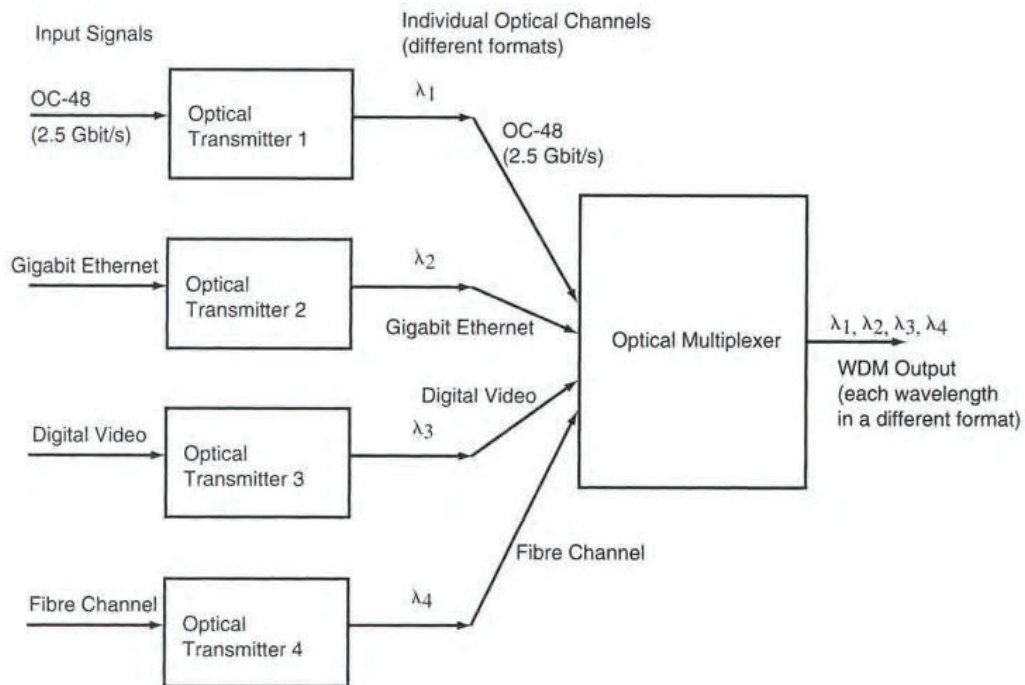 Input Signals
Individual Optical Channels
(different formats)
OC-48
(2.5 Gbit/s)
Optical
Transmitter 1
λ1
OC-48
(2.5 Gbit/s)
Gigabit Ethernet
Optical
Transmitter 2
λ2
Gigabit Ethernet
Optical Multiplexer
λ1, λ2, λ3, λ4
WDM Output
(each wavelength
in a different format)
Digital Video
Optical
Transmitter 3
λ3
Digital Video
Fibre Channel
Optical
Transmitter 4
λ4
Fibre Channel